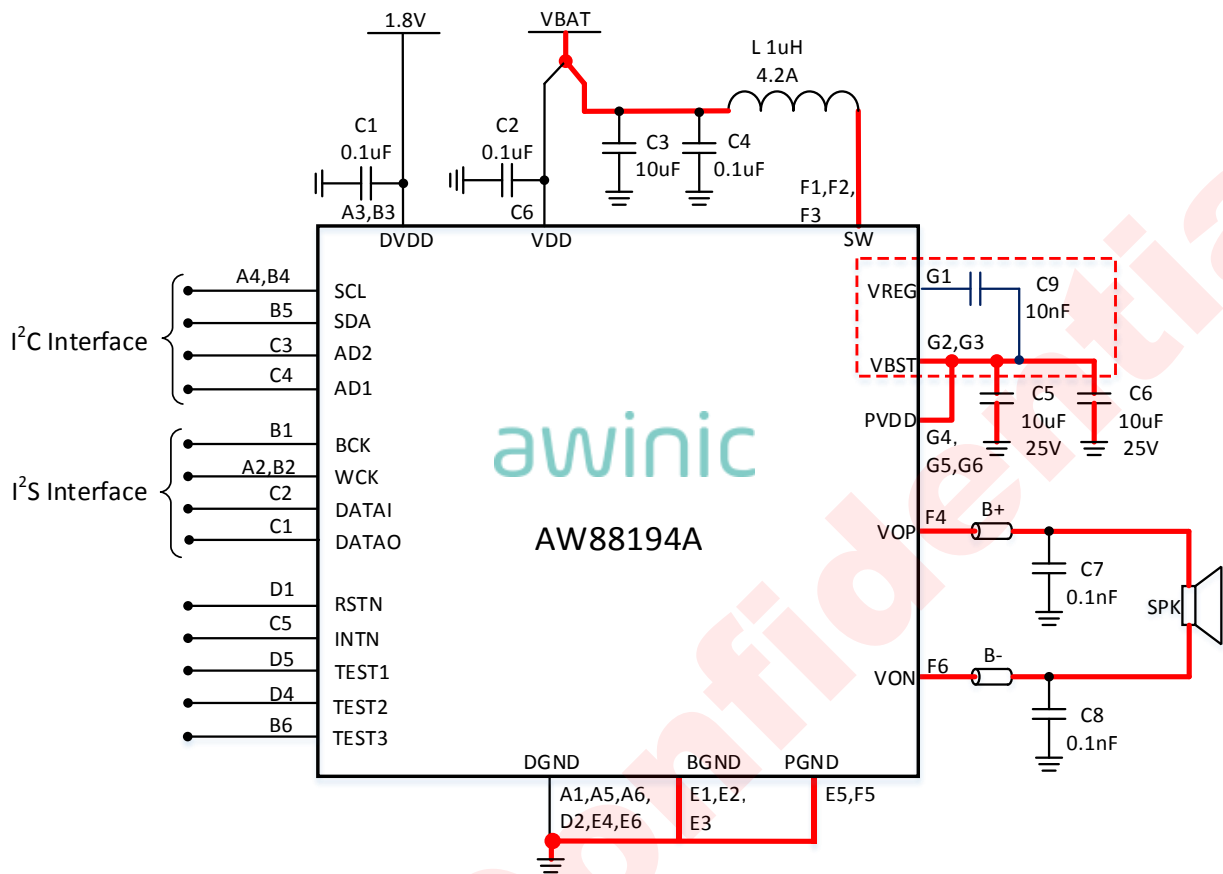 1.8V
VBAT
L 1uH
4.2A
C1
0.1uF
C2
0.1uF
C3
10uF
C4
0.1uF
A3,B3
C6
F1,F2,
F3
DVDD
VDD
SW
I²C Interface
A4,B4
SCL
B5
SDA
C3
AD2
C4
AD1
I²S Interface
B1
BCK
A2,B2
WCK
C2
DATAI
C1
DATAO
D1
RSTN
C5
INTN
D5
TEST1
D4
TEST2
B6
TEST3
awinic
AW88194A
VREG
G1
C9
10nF
VBST
G2,G3
PVDD
G4,
G5,G6
C5
10uF
25V
C6
10uF
25V
VOP
F4
B+
C7
0.1nF
SPK
VON
F6
B-
C8
0.1nF
DGND
BGND
PGND
A1,A5,A6,
D2,E4,E6
E1,E2,
E3
E5,F5
Confidentia